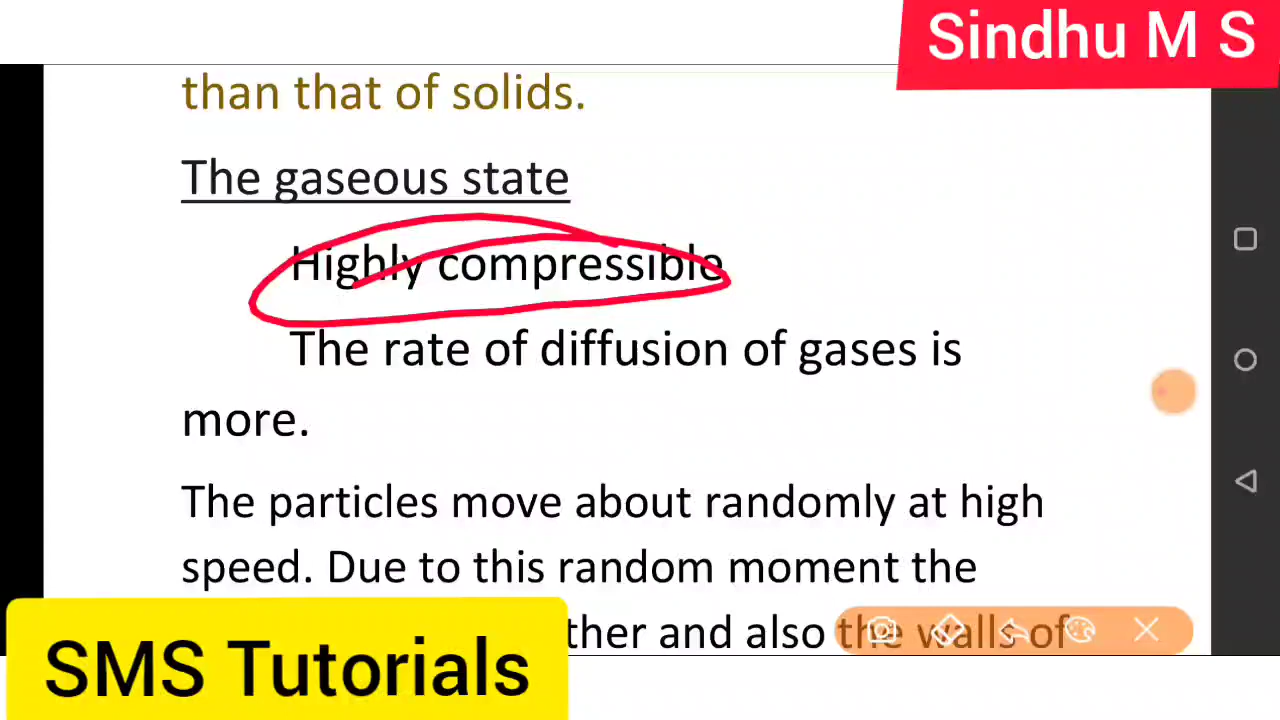 Sindhu M S
than that of solids.
The gaseous state
Highly compressible
The rate of diffusion of gases is
more.
The particles move about randomly at high
speed. Due to this random moment the
ther and also the walls of
SMS Tutorials